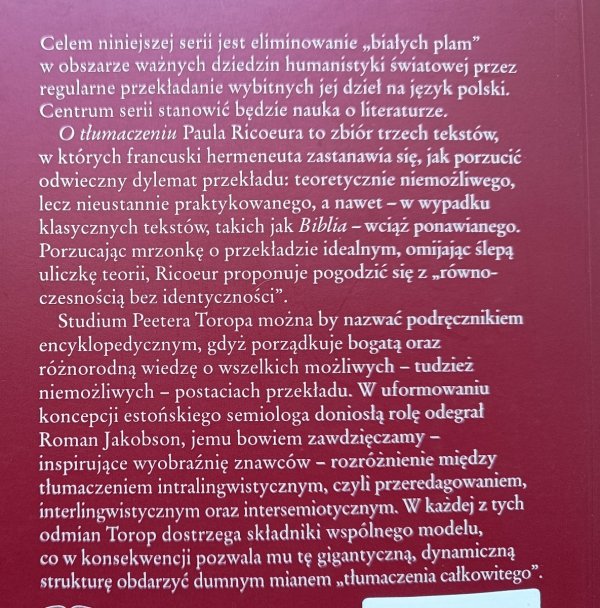 Celem niniejszej serii jest eliminowanie „białych plam”
w obszarze ważnych dziedzin humanistyki światowej przez
regularne przekładanie wybitnych jej dzieł na język polski.
Centrum serii stanowić będzie nauka o literaturze.
O tłumaczeniu Paula Ricoeura to zbiór trzech tekstów,
w których francuski hermeneuta zastanawia się, jak porzucić
odwieczny dylemat przekładu: teoretycznie niemożliwego,
lecz nieustannie praktykowanego, a nawet – w wypadku
klasycznych tekstów, takich jak Biblia – wciąż ponawianego.
Porzucając mrzonkę o przekładzie idealnym, omijając ślepą
uliczkę teorii, Ricoeur proponuje pogodzić się z „równo-
czesnością bez identyczności”.
Studium Peetera Toropa można by nazwać podręcznikiem
encyklopedycznym, gdyż porządkuje bogatą oraz
różnorodną wiedzę o wszelkich możliwych – tudzież
niemożliwych – postaciach przekładu. W uformowaniu
koncepcji estońskiego semiologa doniosłą rolę odegrał
Roman Jakobson, jemu bowiem zawdzięczamy –
inspirujące wyobraźnię znawców – rozróżnienie między
tłumaczeniem intralingwistycznym, czyli przeredagowaniem,
interlingwistycznym oraz intersemiotycznym. W każdej z tych
odmian Torop dostrzega składniki wspólnego modelu,
co w konsekwencji pozwala mu tę gigantyczną, dynamiczną
strukturę obdarzyć dumnym mianem „tłumaczenia całkowitego”.